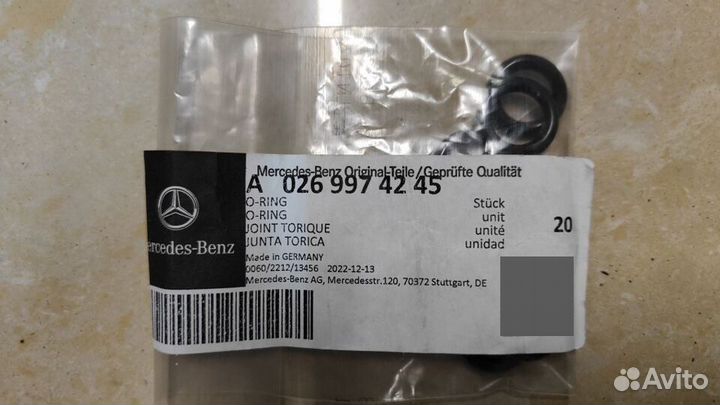 Mercedes-Benz Original-Teile/Geprüfte Qualität
A 026 997 42 45
O-RING
O-RING
JOINT TORIQUE
JUNTA TORICA
Stück
unit
unité
unidad
20
Mercedes-Benz
Made in GERMANY
0060/2212/13456 2022-12-13
Mercedes-Benz AG, Mercedesstr.120, 70372 Stuttgart, DE
Avito